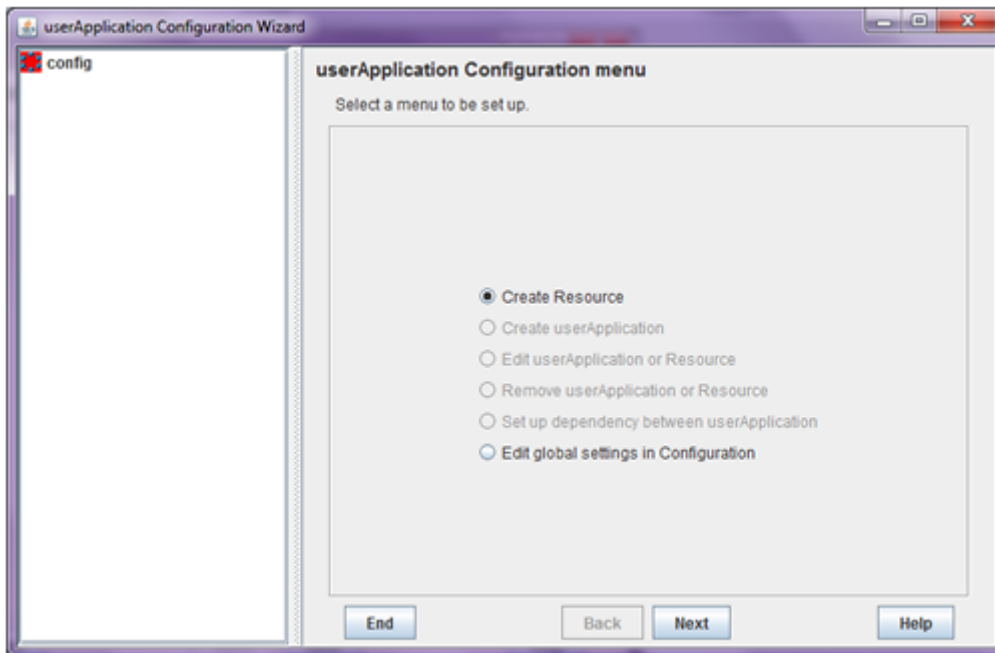 userApplication Configuration Wizard
config
userApplication Configuration menu
Select a menu to be set up.
Create Resource
Create userApplication
Edit userApplication or Resource
Remove userApplication or Resource
Set up dependency between userApplication
Edit global settings in Configuration
End Back Next Help